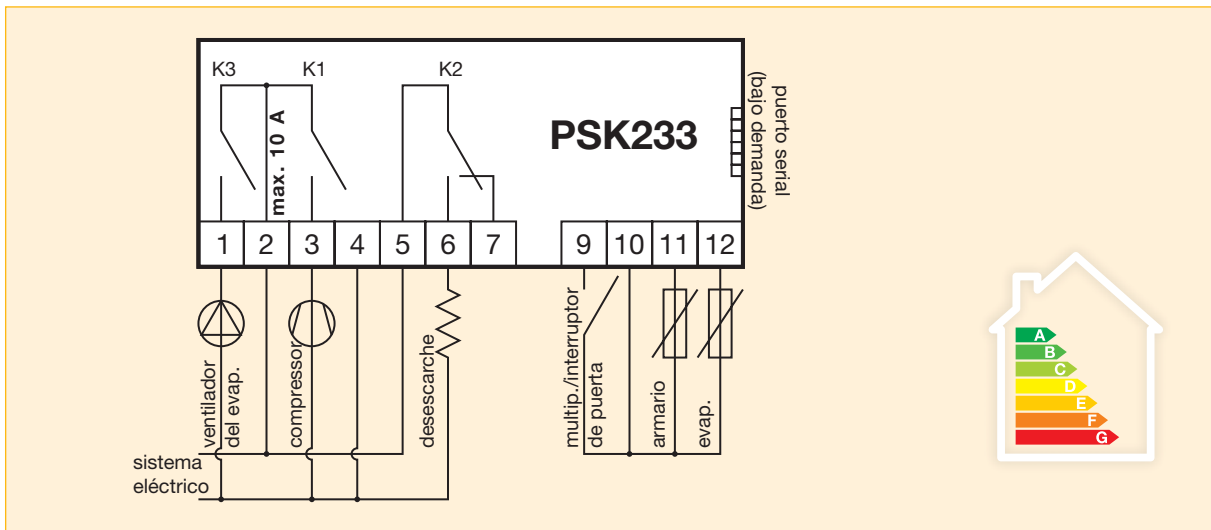 K3
K1
K2
max. 10 A
PSK233
puerto serial
(bajo demanda)
1 2 3 4 5 6 7 9 10 11 12
ventilador
del evap.
compressor
desescarche
multip./interruptor
de puerta
armario
evap.
sistema
eléctrico
A
B
C
D
E
F
G